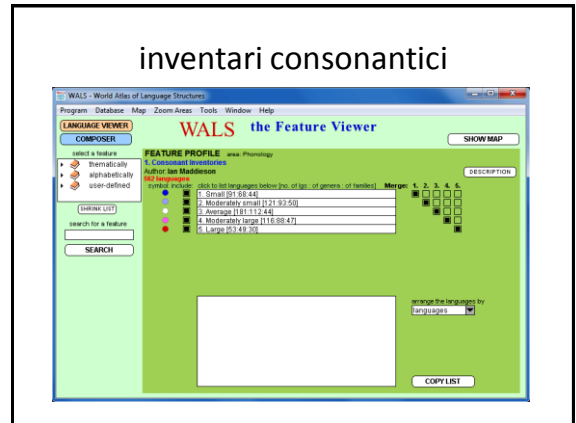 inventari consonantici
WALS - World Atlas of Language Structures
Program Database Map Zoom Areas Tools Window Help
LANGUAGE VIEWER
COMPOSER
WALS the Feature Viewer
SHOW MAP
select a feature
thematically
alphabetically
user-defined
SHRINK LIST
search for a feature
SEARCH
FEATURE PROFILE area: Phonology
1. Consonant Inventories
Author: Ian Maddieson
DESCRIPTION
562 languages
symbol include: click to list languages below [no. of lgs : of genera : of families] Merge: 1. 2. 3. 4. 5.
1. Small [91:68:44]
2. Moderately small [121:93:50]
3. Average [181:112:44]
4. Moderately large [116:88:47]
5. Large [53:49:30]
arrange the languages by
languages
COPY LIST